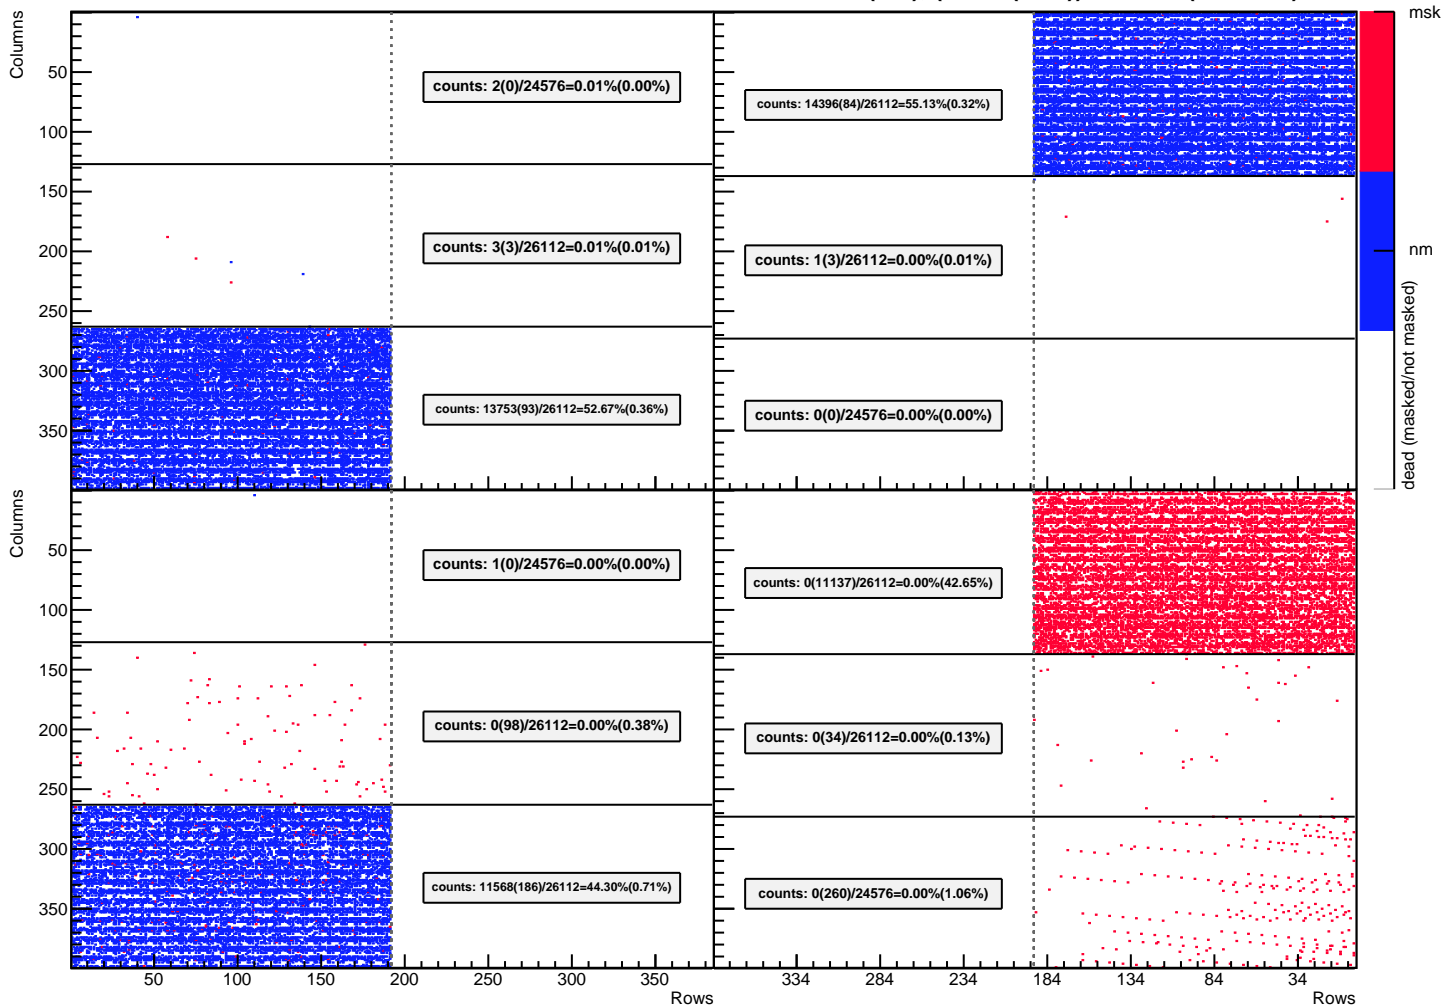 msk
Columns
50
100
150
200
250
300
350
counts: 2(0)/24576=0.01%(0.00%)
counts: 14396(84)/26112=55.13%(0.32%)
counts: 3(3)/26112=0.01%(0.01%)
counts: 1(3)/26112=0.00%(0.01%)
nm
counts: 13753(93)/26112=52.67%(0.36%)
counts: 0(0)/24576=0.00%(0.00%)
dead (masked/not masked)
Columns
50
100
150
200
250
300
350
counts: 1(0)/24576=0.00%(0.00%)
counts: 0(11137)/26112=0.00%(42.65%)
counts: 0(98)/26112=0.00%(0.38%)
counts: 0(34)/26112=0.00%(0.13%)
counts: 11568(186)/26112=44.30%(0.71%)
counts: 0(260)/24576=0.00%(1.06%)
50 100 150 200 250 300 350
334 284 234 184 134 84 34
Rows
Rows